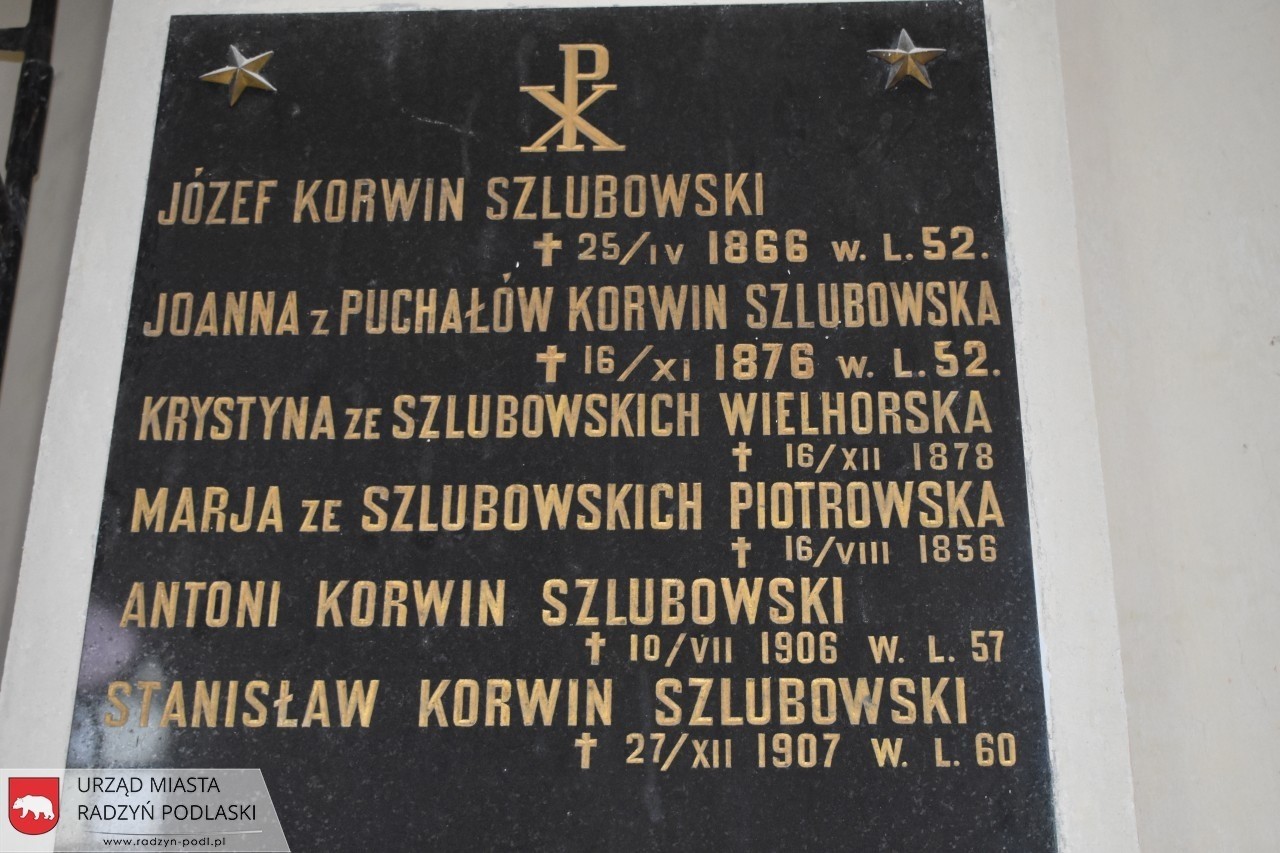 JÓZEF KORWIN SZLUBOWSKI
† 25/IV 1866 W. L. 52.
JOANNA z PUCHAŁÓW KORWIN SZLUBOWSKA
† 16/XI 1876 W. L. 52.
KRYSTYNA ZE SZLUBOWSKICH WIELHORSKA
† 16/XII 1878
MARJA ZE SZLUBOWSKICH PIOTROWSKA
† 16/VIII 1856
ANTONI KORWIN SZLUBOWSKI
† 10/VII 1906 W. L. 57
STANISŁAW KORWIN SZLUBOWSKI
† 27/XII 1907 W. L. 60
URZĄD MIASTA
RADZYŃ PODLASKI
www.radzyn-podl.pl